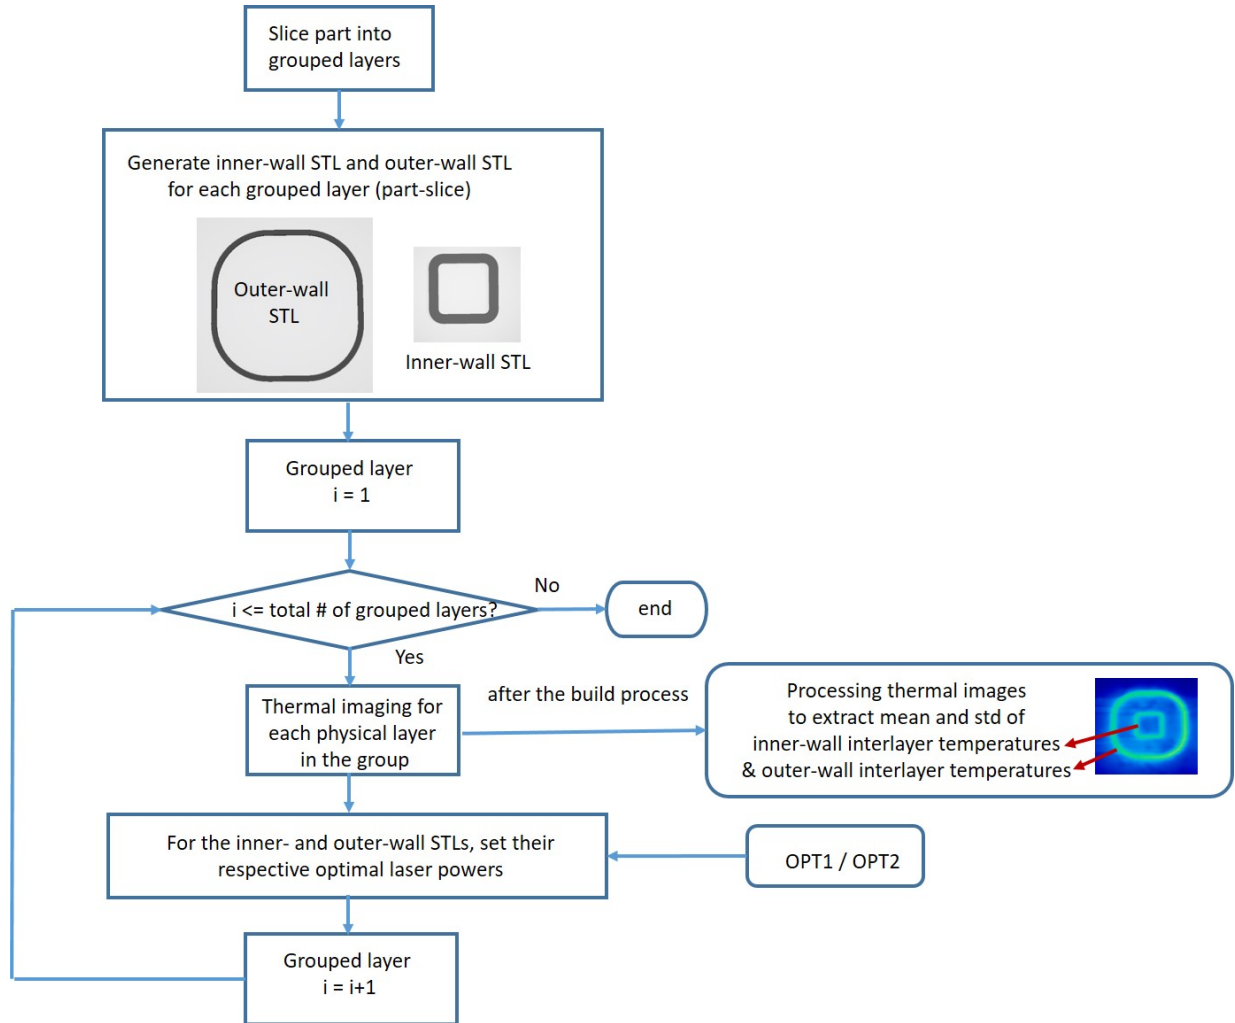 Slice part into
grouped layers
Generate inner-wall STL and outer-wall STL
for each grouped layer (part-slice)
Outer-wall
STL
Inner-wall STL
Grouped layer
i = 1
i <= total # of grouped layers?
No
end
Yes
Thermal imaging for
each physical layer
in the group
after the build process
Processing thermal images
to extract mean and std of
inner-wall interlayer temperatures
& outer-wall interlayer temperatures
For the inner- and outer-wall STLs, set their
respective optimal laser powers
OPT1 / OPT2
Grouped layer
i = i+1